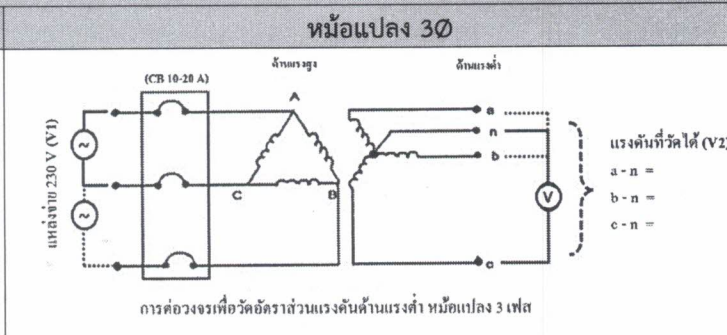 หม้อแปลง 3Ø
ด้านแรงสูง
ด้านแรงต่ำ
(CB 10-20 A)
A
C
B
a
n
b
c
V
~
~
แหล่งจ่าย 230 V (V1)
แรงดันที่วัดได้ (V2)
a - n =
b - n =
c - n =
การต่อวงจรเพื่อวัดอัตราส่วนแรงดันด้านแรงต่ำ หม้อแปลง 3 เฟส